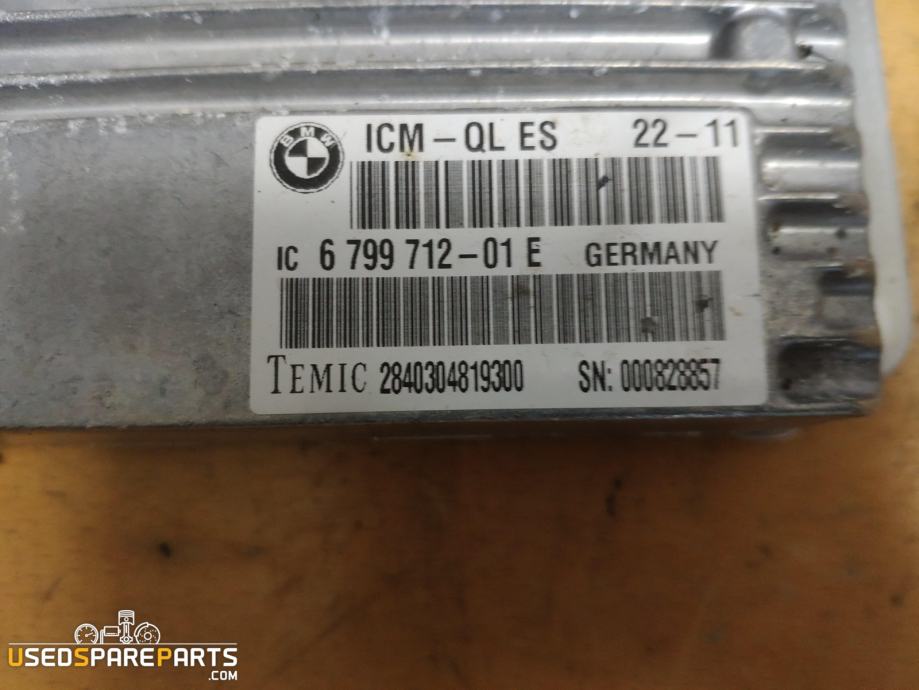 BMW
ICM – QL ES 22 – 11
IC 6 799 712 – 01 E GERMANY
TEMIC 2840304819300 SN: 000828857
USEDSPAREPARTS
.COM